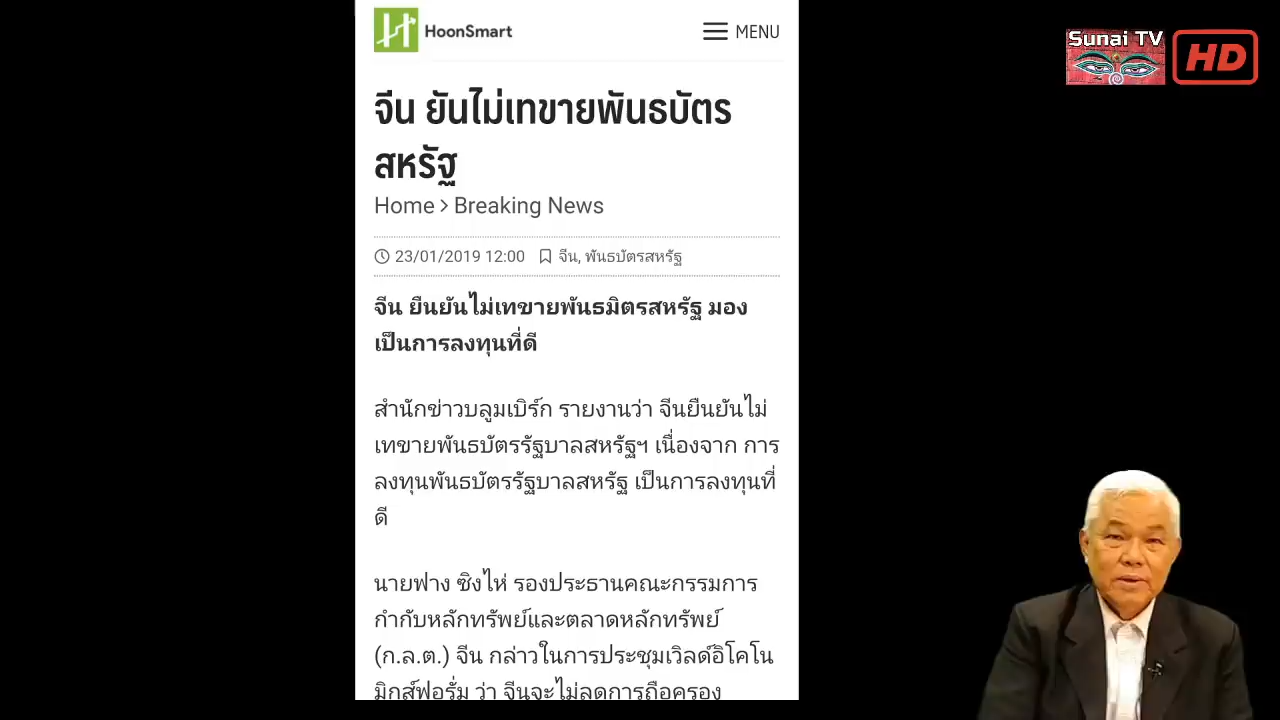 HoonSmart
MENU
Sunai TV
HD
จีน ยันไม่เทขายพันธบัตร
สหรัฐ
Home > Breaking News
23/01/2019 12:00 จีน, พันธบัตรสหรัฐ
จีน ยืนยันไม่เทขายพันธมิตรสหรัฐ มอง
เป็นการลงทุนที่ดี
สำนักข่าวบลูมเบิร์ก รายงานว่า จีนยืนยันไม่
เทขายพันธบัตรรัฐบาลสหรัฐฯ เนื่องจาก การ
ลงทุนพันธบัตรรัฐบาลสหรัฐ เป็นการลงทุนที่
ดี
นายฟาง ซิงไห่ รองประธานคณะกรรมการ
กำกับหลักทรัพย์และตลาดหลักทรัพย์
(ก.ล.ต.) จีน กล่าวในการประชุมเวิลด์อิโคโน
มิกส์ฟอรั่ม ว่า จีนจะไม่ลดการถือครอง